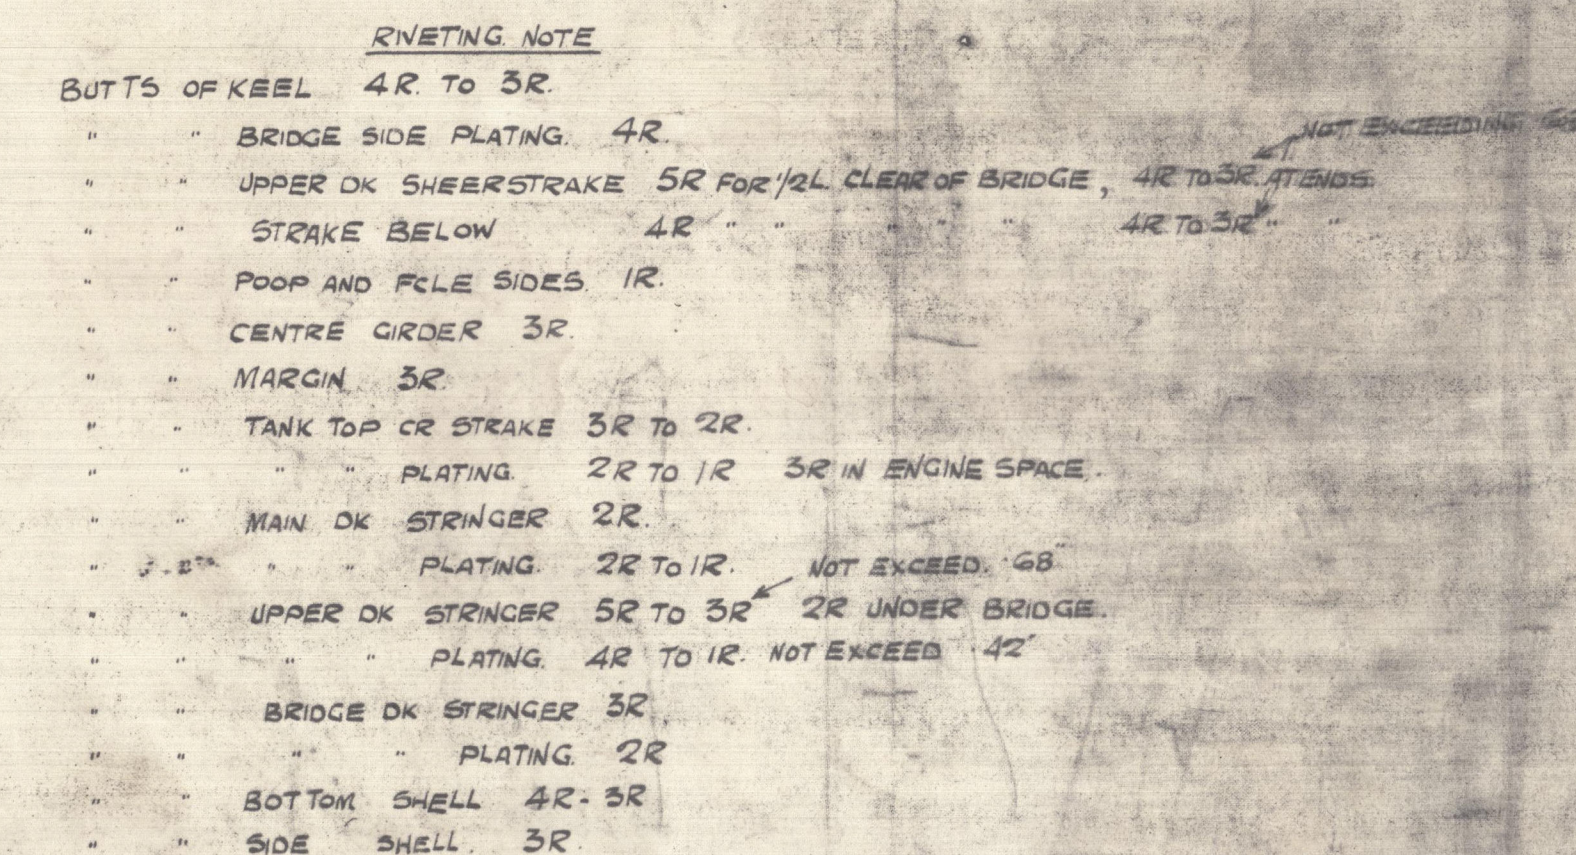 RIVETING NOTE
BUTTS OF KEEL 4R. TO 3R.
" " BRIDGE SIDE PLATING. 4R.
NOT EXCEEDING
" " UPPER DK SHEERSTRAKE 5R FOR 1/2L CLEAR OF BRIDGE, 4R TO 3R. AT ENDS.
" " STRAKE BELOW 4R " " " " " 4R TO 3R " "
" " POOP AND FCLE SIDES. 1R.
" " CENTRE GIRDER 3R.
" " MARGIN 3R.
" " TANK TOP CR STRAKE 3R TO 2R.
" " " " PLATING. 2R TO 1R 3R IN ENGINE SPACE.
" " MAIN DK STRINGER 2R.
" " " PLATING. 2R TO 1R. NOT EXCEED. .68"
" " UPPER DK STRINGER 5R TO 3R 2R UNDER BRIDGE.
" " " " PLATING. 4R TO 1R. NOT EXCEED .42"
" " BRIDGE DK STRINGER 3R.
" " " " PLATING. 2R
" " BOTTOM SHELL 4R - 3R
" " SIDE SHELL. 3R.